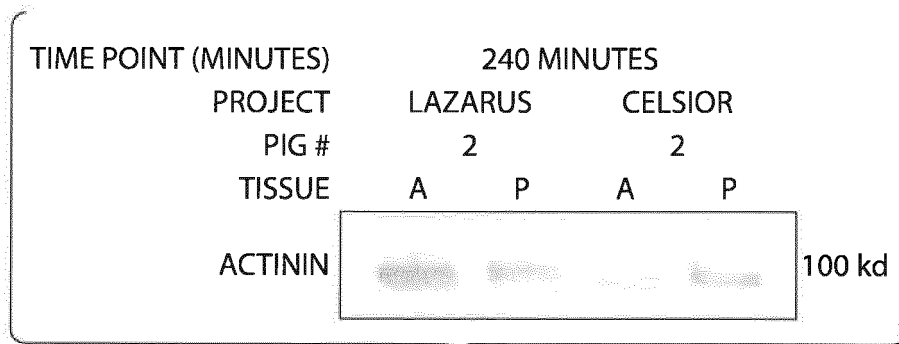 TIME POINT (MINUTES) 240 MINUTES
PROJECT LAZARUS CELSIOR
PIG # 2 2
TISSUE A P A P
ACTININ 100 kd